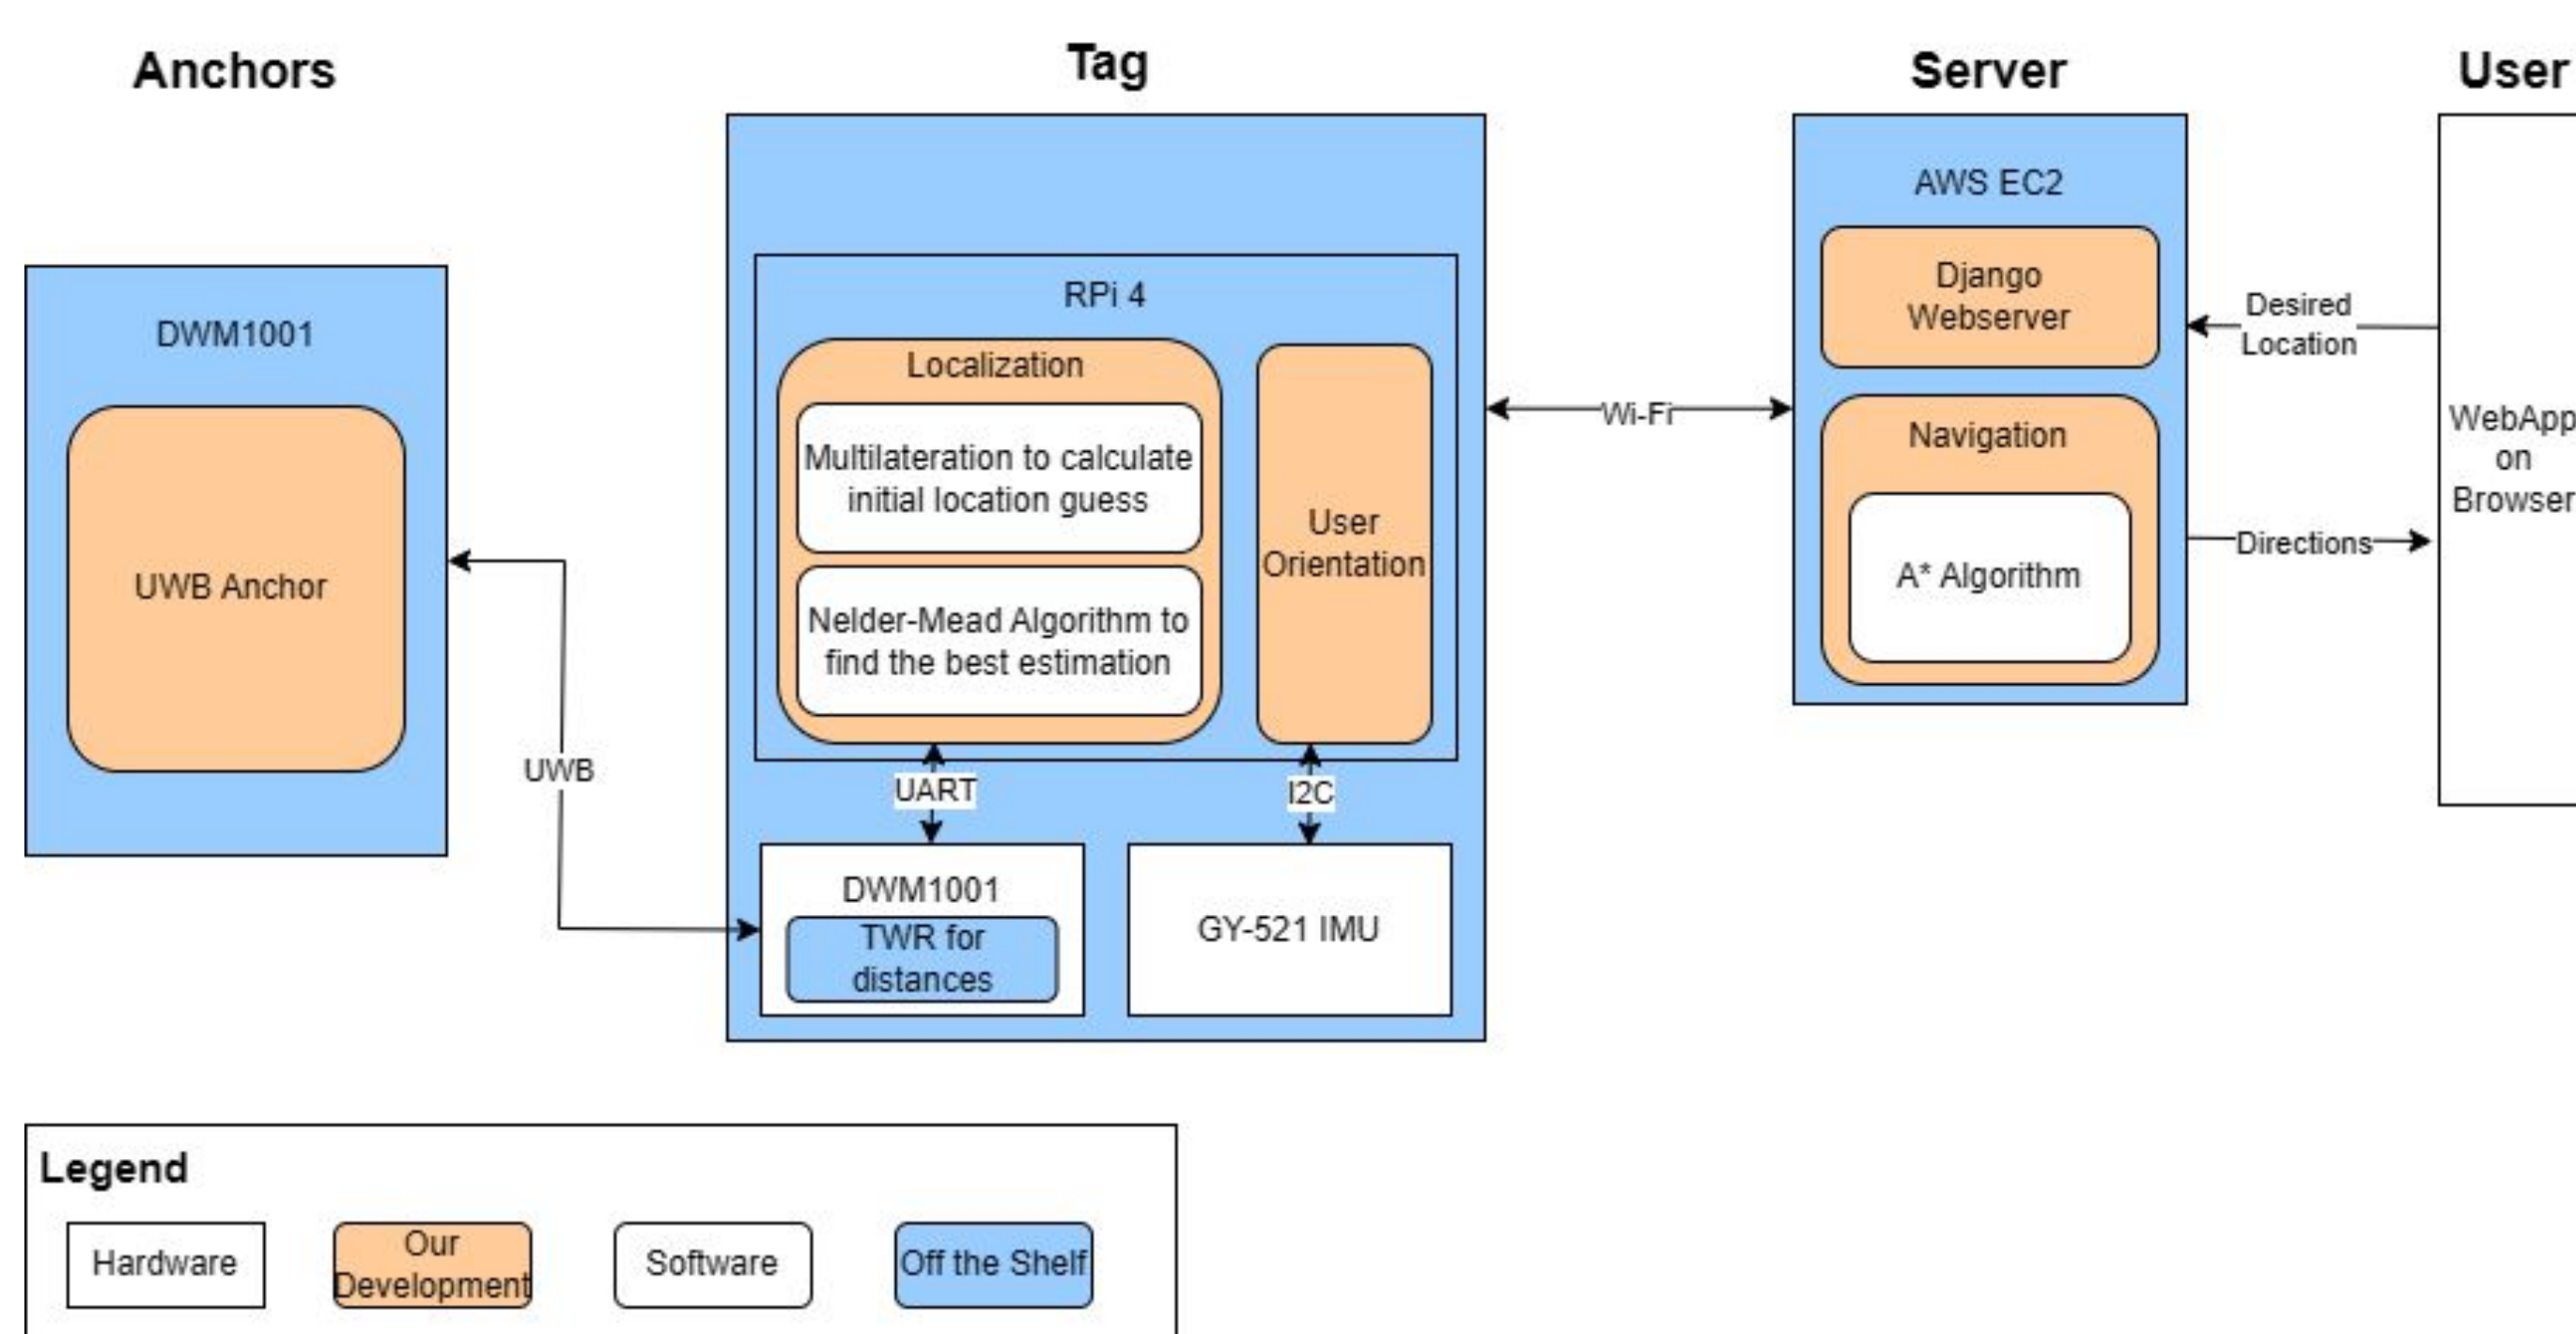 Anchors
Tag
Server
User
DWM1001
UWB Anchor
UWB
RPi 4
Localization
Multilateration to calculate
initial location guess
Nelder-Mead Algorithm to
find the best estimation
User
Orientation
UART
I2C
DWM1001
TWR for
distances
GY-521 IMU
Wi-Fi
AWS EC2
Django
Webserver
Navigation
A* Algorithm
Desired
Location
Directions
WebApp
on
Browser
Legend
Hardware
Our
Development
Software
Off the Shelf